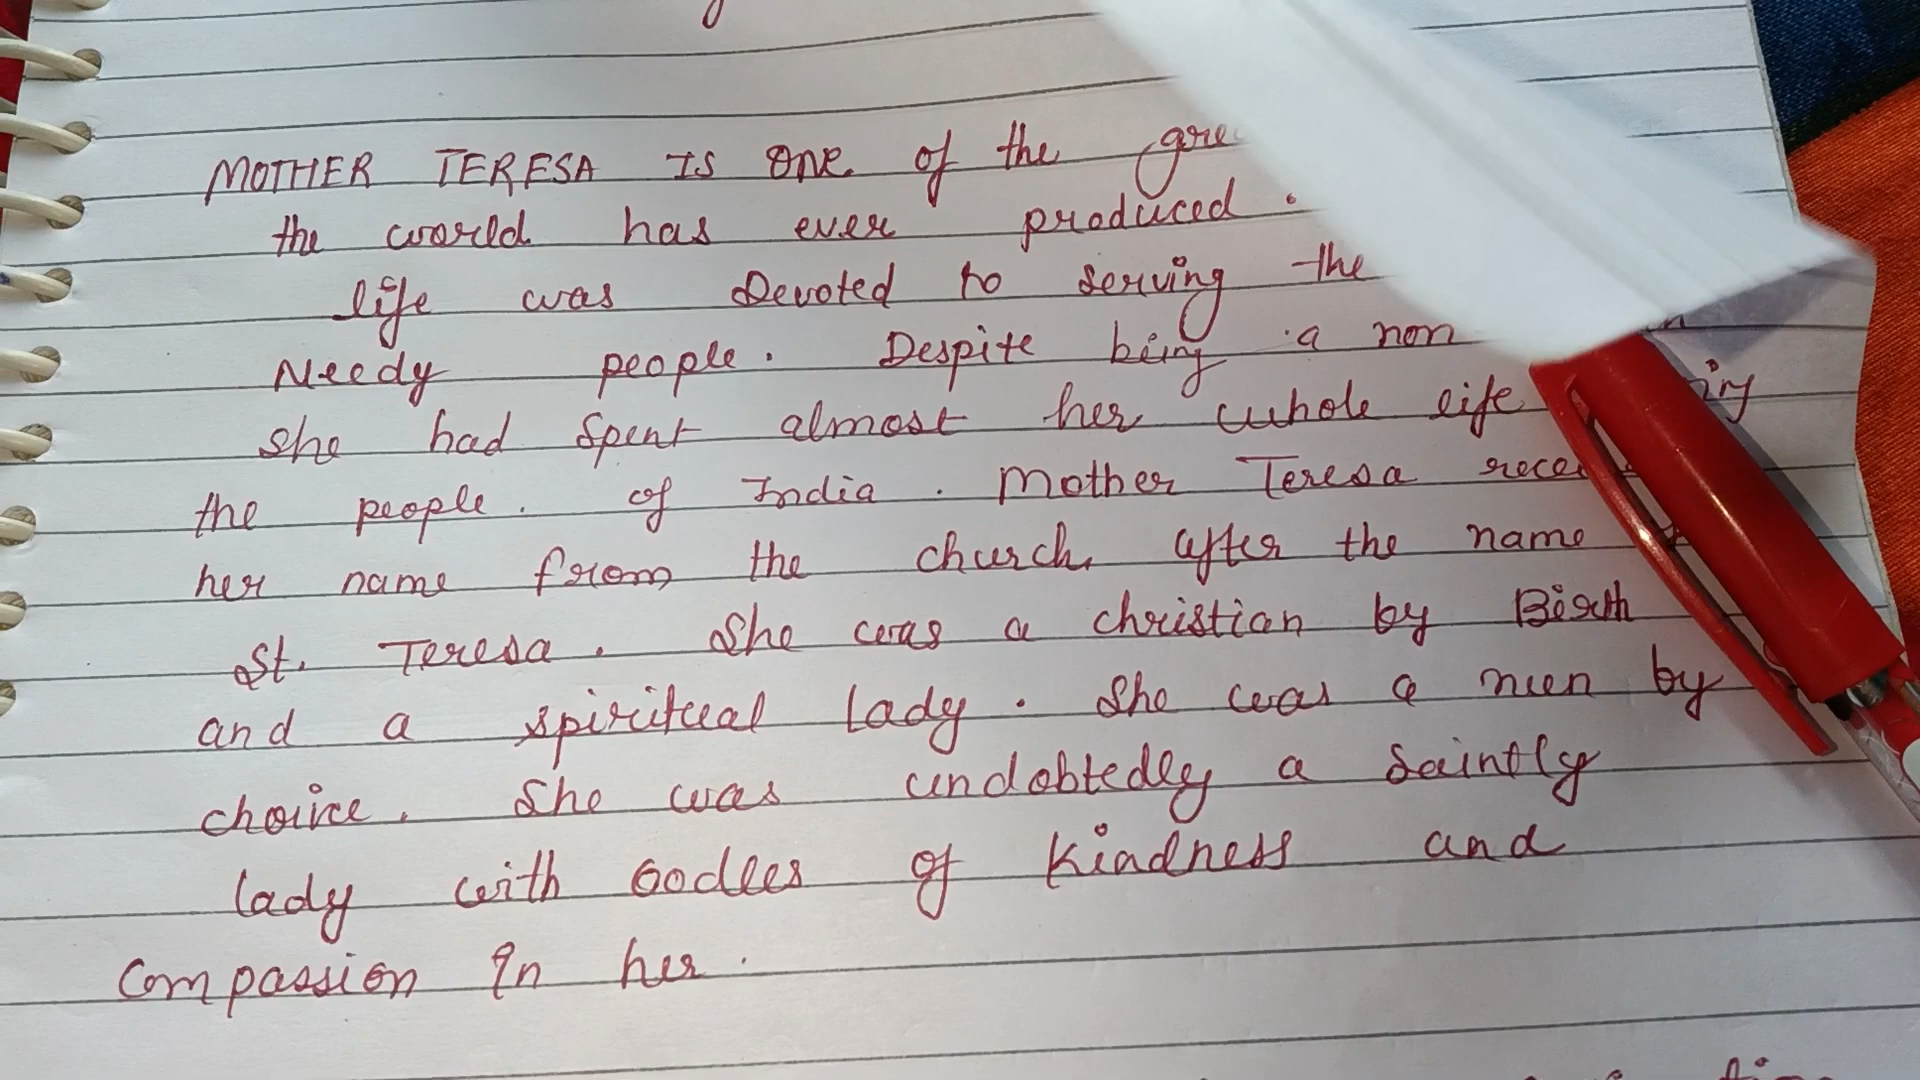 MOTHER TERESA IS ONE of the
the world has ever produced.
life was Devoted to serving the
Needy people. Despite being a non
she had spent almost her whole life
the people. of India. Mother Teresa
her name from the church after the name
St. Teresa. She was a christian by Birth
and a spiritual lady. She was a nun by
choice. She was undobtedly a saintly
lady with oodles of kindness and
compassion in her.